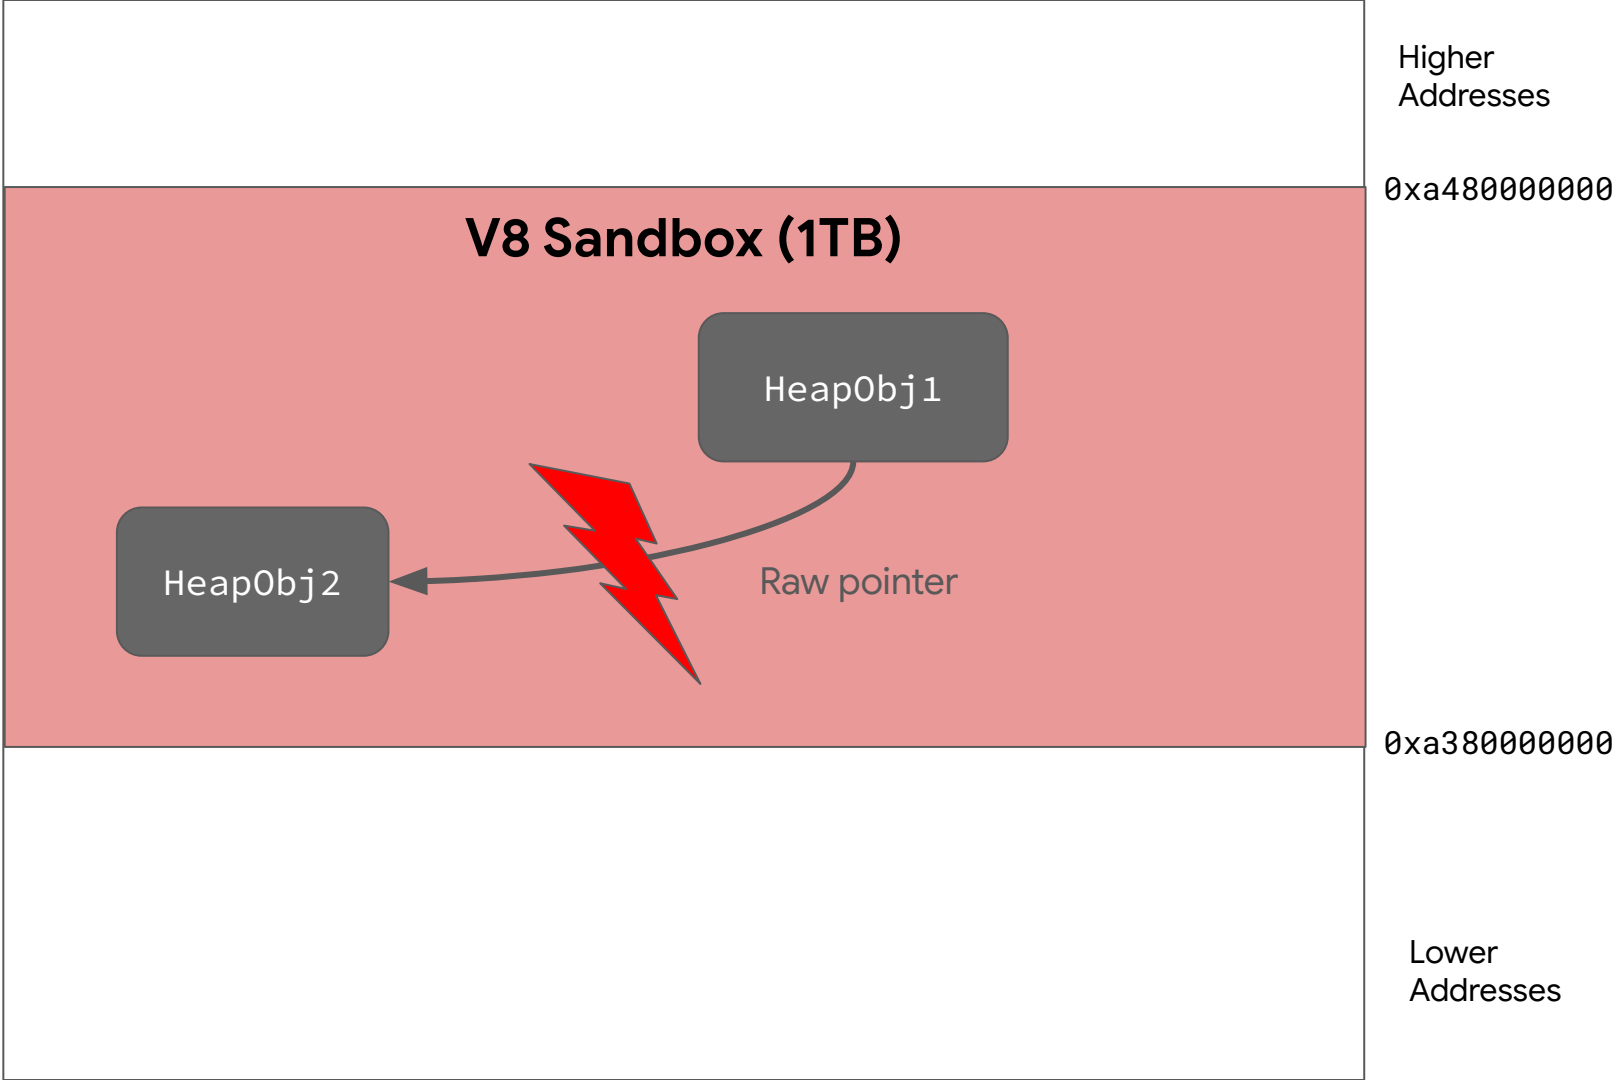 Higher
Addresses
0xa480000000
V8 Sandbox (1TB)
HeapObj1
HeapObj2
Raw pointer
0xa380000000
Lower
Addresses